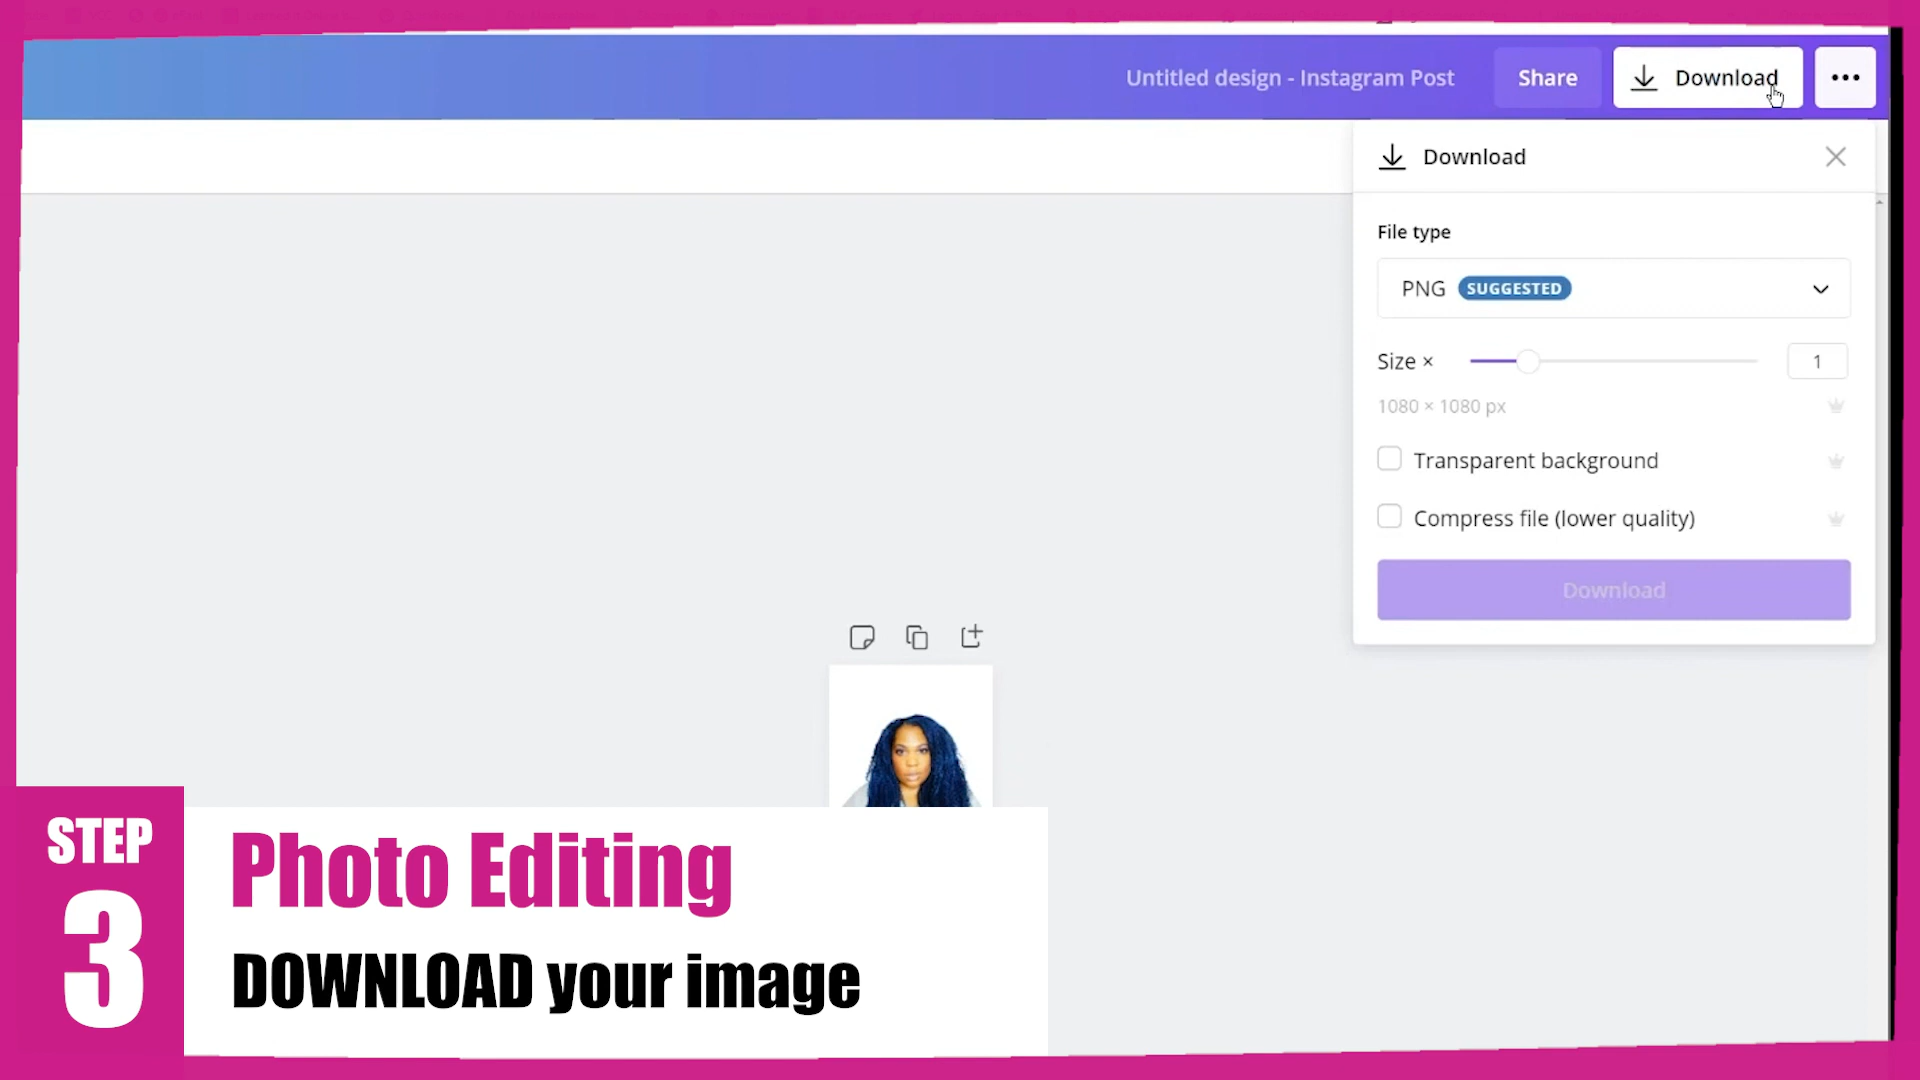 Untitled design - Instagram Post
Share
Download
Download
File type
PNG SUGGESTED
Size × 1
1080 × 1080 px
Transparent background
Compress file (lower quality)
Download
STEP
3
Photo Editing
DOWNLOAD your image